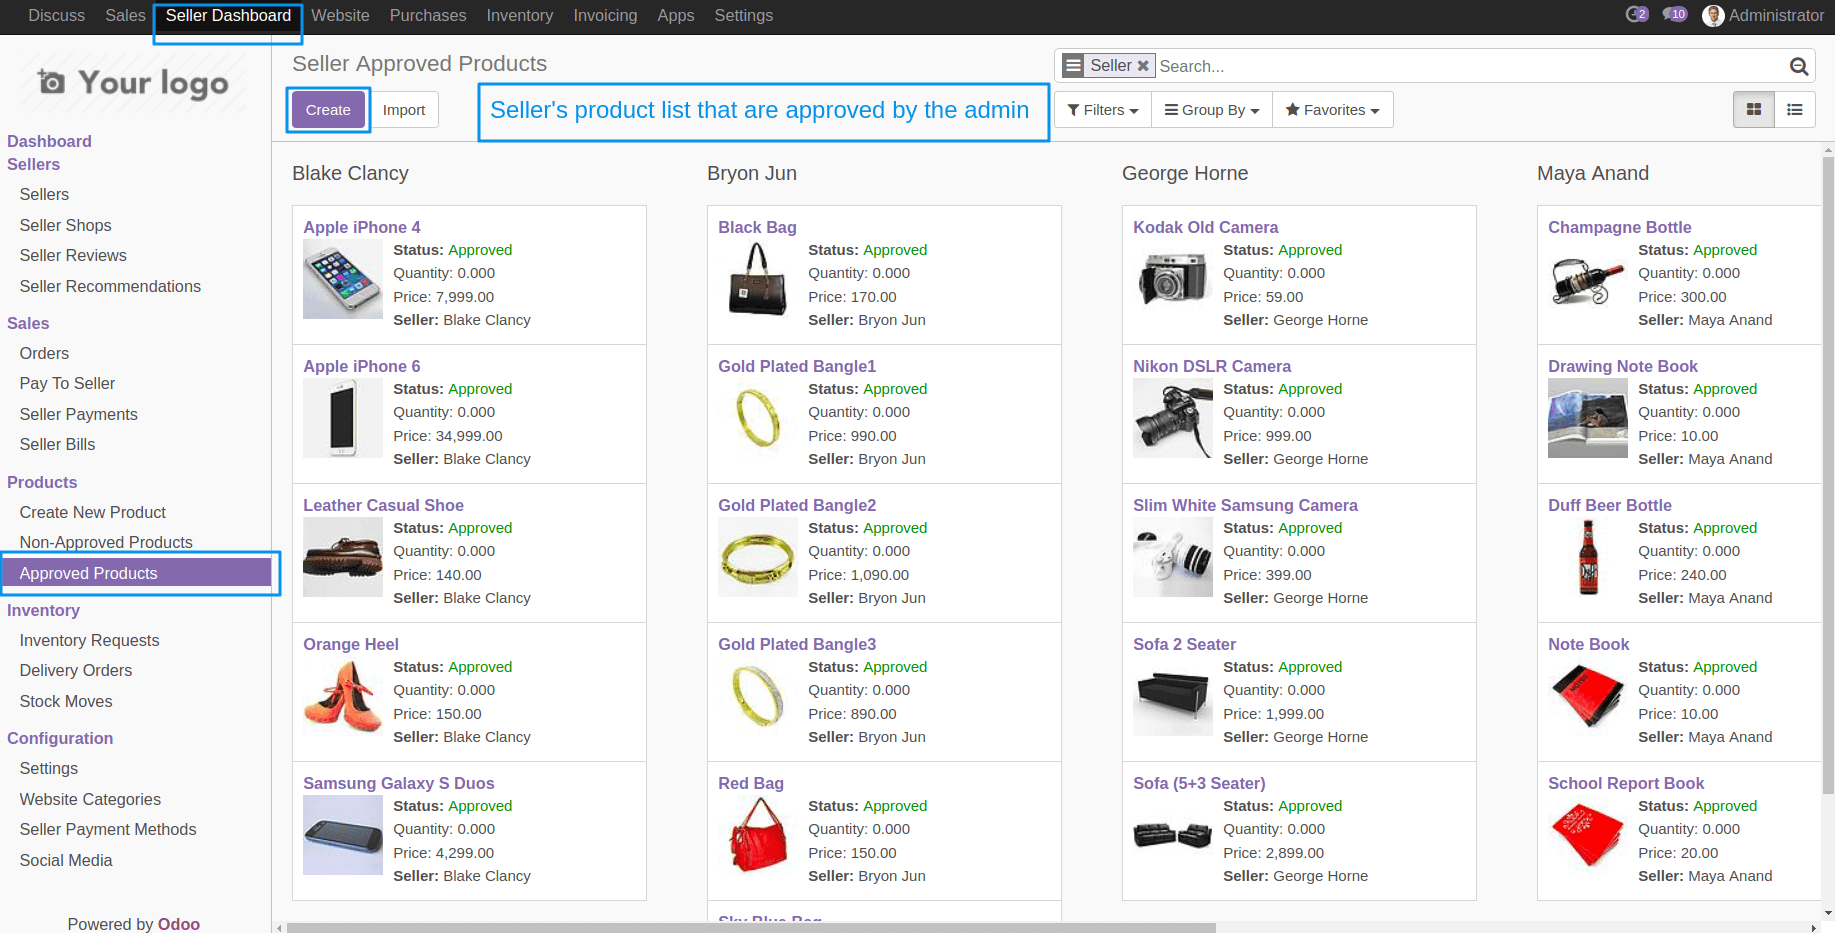 Discuss Sales Seller Dashboard Website Purchases Inventory Invoicing Apps Settings 2 10 Administrator
Your logo
Dashboard
Sellers
Sellers
Seller Shops
Seller Reviews
Seller Recommendations
Sales
Orders
Pay To Seller
Seller Payments
Seller Bills
Products
Create New Product
Non-Approved Products
Approved Products
Inventory
Inventory Requests
Delivery Orders
Stock Moves
Configuration
Settings
Website Categories
Seller Payment Methods
Social Media
Powered by Odoo
Seller Approved Products
Seller Search...
Create Import
Seller's product list that are approved by the admin
Filters Group By Favorites
Blake Clancy
Apple iPhone 4
Status: Approved
Quantity: 0.000
Price: 7,999.00
Seller: Blake Clancy
Apple iPhone 6
Status: Approved
Quantity: 0.000
Price: 34,999.00
Seller: Blake Clancy
Leather Casual Shoe
Status: Approved
Quantity: 0.000
Price: 140.00
Seller: Blake Clancy
Orange Heel
Status: Approved
Quantity: 0.000
Price: 150.00
Seller: Blake Clancy
Samsung Galaxy S Duos
Status: Approved
Quantity: 0.000
Price: 4,299.00
Seller: Blake Clancy
Bryon Jun
Black Bag
Status: Approved
Quantity: 0.000
Price: 170.00
Seller: Bryon Jun
Gold Plated Bangle1
Status: Approved
Quantity: 0.000
Price: 990.00
Seller: Bryon Jun
Gold Plated Bangle2
Status: Approved
Quantity: 0.000
Price: 1,090.00
Seller: Bryon Jun
Gold Plated Bangle3
Status: Approved
Quantity: 0.000
Price: 890.00
Seller: Bryon Jun
Red Bag
Status: Approved
Quantity: 0.000
Price: 150.00
Seller: Bryon Jun
Sky Blue Bag
George Horne
Kodak Old Camera
Status: Approved
Quantity: 0.000
Price: 59.00
Seller: George Horne
Nikon DSLR Camera
Status: Approved
Quantity: 0.000
Price: 999.00
Seller: George Horne
Slim White Samsung Camera
Status: Approved
Quantity: 0.000
Price: 399.00
Seller: George Horne
Sofa 2 Seater
Status: Approved
Quantity: 0.000
Price: 1,999.00
Seller: George Horne
Sofa (5+3 Seater)
Status: Approved
Quantity: 0.000
Price: 2,899.00
Seller: George Horne
Maya Anand
Champagne Bottle
Status: Approved
Quantity: 0.000
Price: 300.00
Seller: Maya Anand
Drawing Note Book
Status: Approved
Quantity: 0.000
Price: 10.00
Seller: Maya Anand
Duff Beer Bottle
Status: Approved
Quantity: 0.000
Price: 240.00
Seller: Maya Anand
Note Book
Status: Approved
Quantity: 0.000
Price: 10.00
Seller: Maya Anand
School Report Book
Status: Approved
Quantity: 0.000
Price: 20.00
Seller: Maya Anand